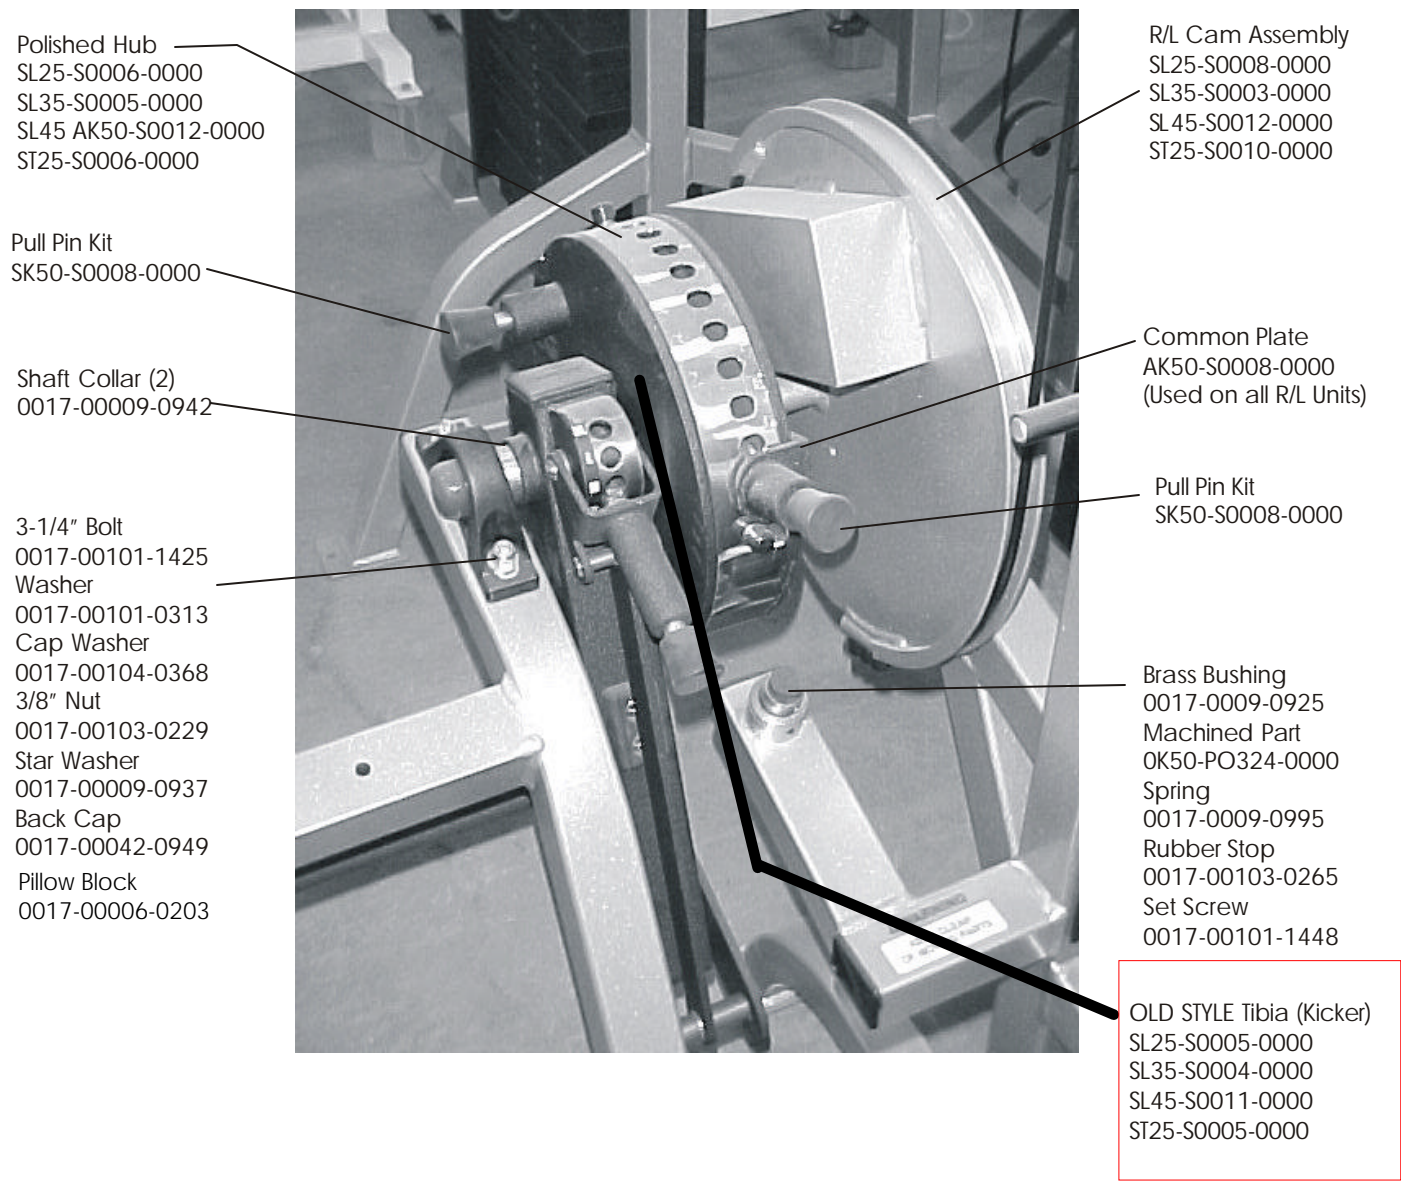 Polished Hub
SL25-S0006-0000
SL35-S0005-0000
SL45 AK50-S0012-0000
ST25-S0006-0000
Pull Pin Kit
SK50-S0008-0000
Shaft Collar (2)
0017-00009-0942
3-1/4" Bolt
0017-00101-1425
Washer
0017-00101-0313
Cap Washer
0017-00104-0368
3/8" Nut
0017-00103-0229
Star Washer
0017-00009-0937
Back Cap
0017-00042-0949
Pillow Block
0017-00006-0203
R/L Cam Assembly
SL25-S0008-0000
SL35-S0003-0000
SL45-S0012-0000
ST25-S0010-0000
Common Plate
AK50-S0008-0000
(Used on all R/L Units)
Pull Pin Kit
SK50-S0008-0000
Brass Bushing
0017-0009-0925
Machined Part
0K50-PO324-0000
Spring
0017-0009-0995
Rubber Stop
0017-00103-0265
Set Screw
0017-00101-1448
OLD STYLE Tibia (Kicker)
SL25-S0005-0000
SL35-S0004-0000
SL45-S0011-0000
ST25-S0005-0000